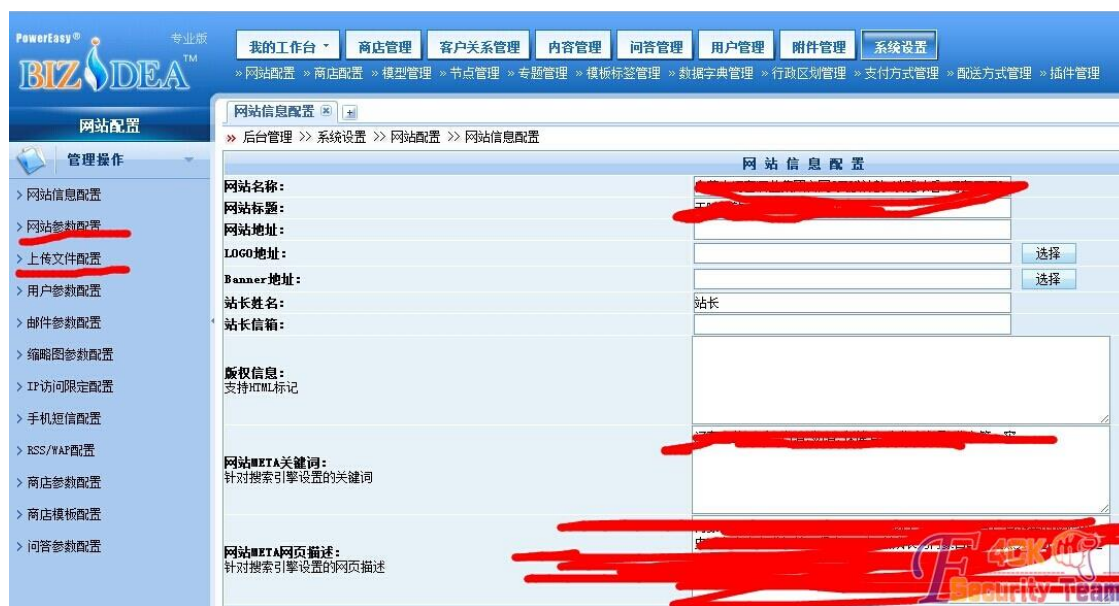 PowerEasy® 专业版
BIZIDEA™
我的工作台 商店管理 客户关系管理 内容管理 问答管理 用户管理 附件管理 系统设置
»网站配置 »商店配置 »模型管理 »节点管理 »专题管理 »模板标签管理 »数据字典管理 »行政区划管理 »支付方式管理 »配送方式管理 »插件管理
网站配置
管理操作
> 网站信息配置
> 网站参数配置
> 上传文件配置
> 用户参数配置
> 邮件参数配置
> 缩略图参数配置
> IP访问限定配置
> 手机短信配置
> RSS/WAP配置
> 商店参数配置
> 商店模板配置
> 问答参数配置
网站信息配置
» 后台管理 >> 系统设置 >> 网站配置 >> 网站信息配置
网 站 信 息 配 置
网站名称：
网站标题：
网站地址：
LOGO地址： 选择
Banner地址： 选择
站长姓名： 站长
站长信箱：
版权信息：
支持HTML标记
网站META关键词：
针对搜索引擎设置的关键词
网站META网页描述：
针对搜索引擎设置的网页描述
F4CK
Security Team